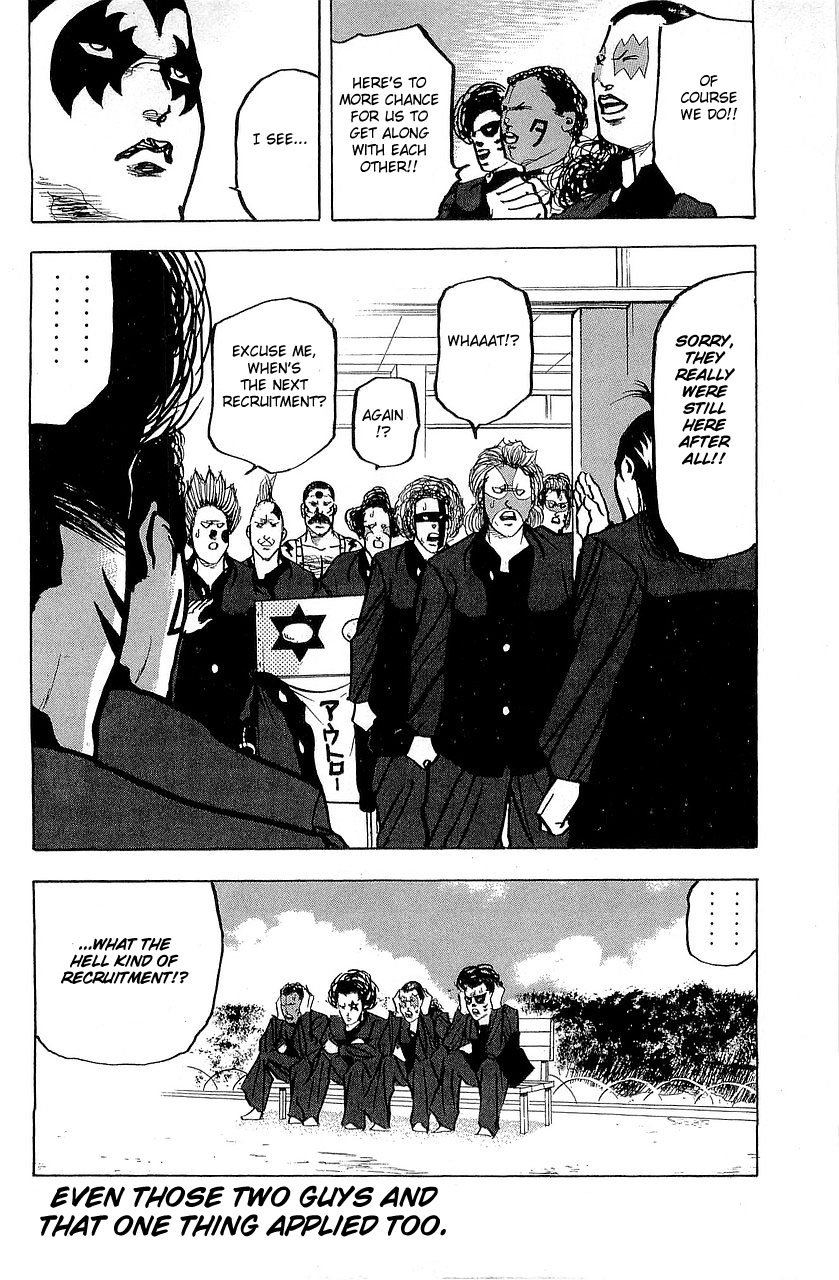 OF
COURSE
WE DO!!
HERE'S TO
MORE CHANCE
FOR US TO
GET ALONG
WITH EACH
OTHER!!
タ
I SEE...
SORRY,
THEY
REALLY
WERE
STILL
HERE
AFTER
ALL!!
WHAAAT!?
AGAIN
!?
EXCUSE ME,
WHEN'S
THE NEXT
RECRUITMENT?
アウトロー
...WHAT THE
HELL KIND OF
RECRUITMENT!?
EVEN THOSE TWO GUYS AND
THAT ONE THING APPLIED TOO.